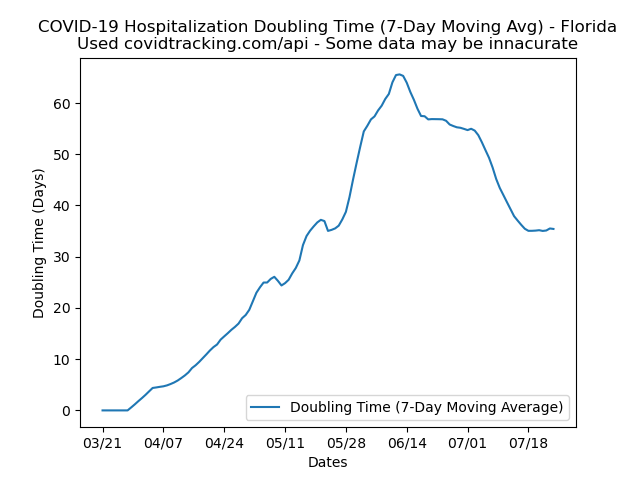 COVID-19 Hospitalization Doubling Time (7-Day Moving Avg) - Florida
Used covidtracking.com/api - Some data may be innacurate
Doubling Time (Days)
60
50
40
30
20
10
0
Doubling Time (7-Day Moving Average)
03/21 04/07 04/24 05/11 05/28 06/14 07/01 07/18
Dates